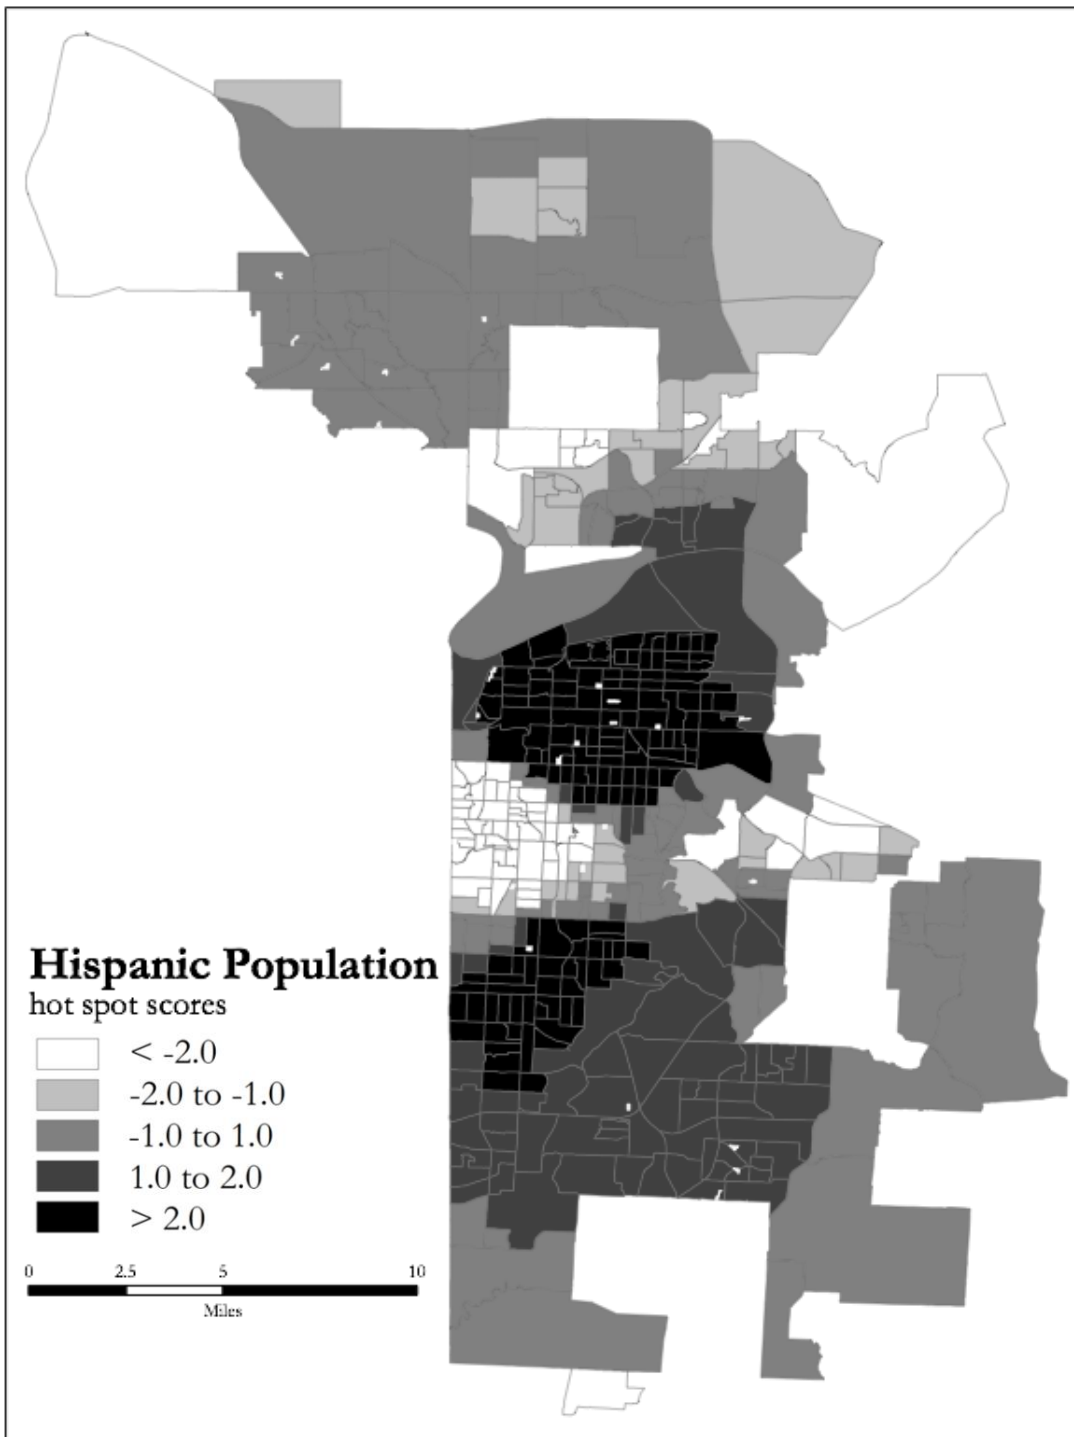 Hispanic Population
hot spot scores
< -2.0
-2.0 to -1.0
-1.0 to 1.0
1.0 to 2.0
> 2.0
0 2.5 5 10
Miles